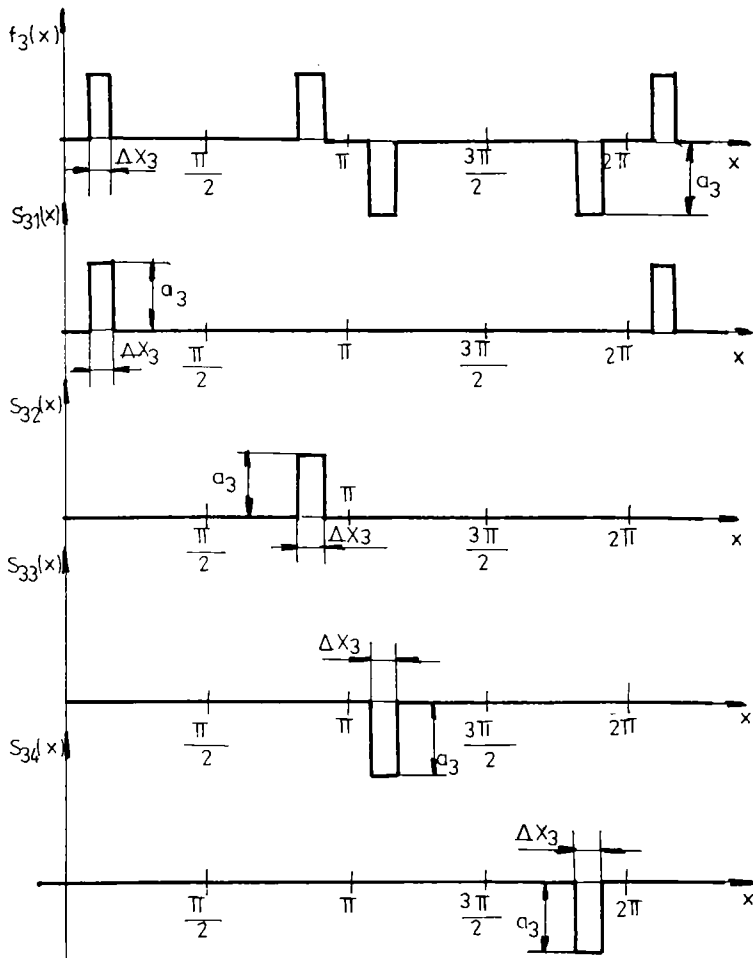 f₃(x)
ΔX₃ π/2 π 3π/2 2π a₃ x
S₃₁(x)
a₃
ΔX₃ π/2 π 3π/2 2π x
S₃₂(x)
a₃ π
π/2 ΔX₃ 3π/2 2π x
S₃₃(x)
ΔX₃
π/2 π 3π/2 2π x
S₃₄(x) a₃
ΔX₃
π/2 π 3π/2 2π x
a₃